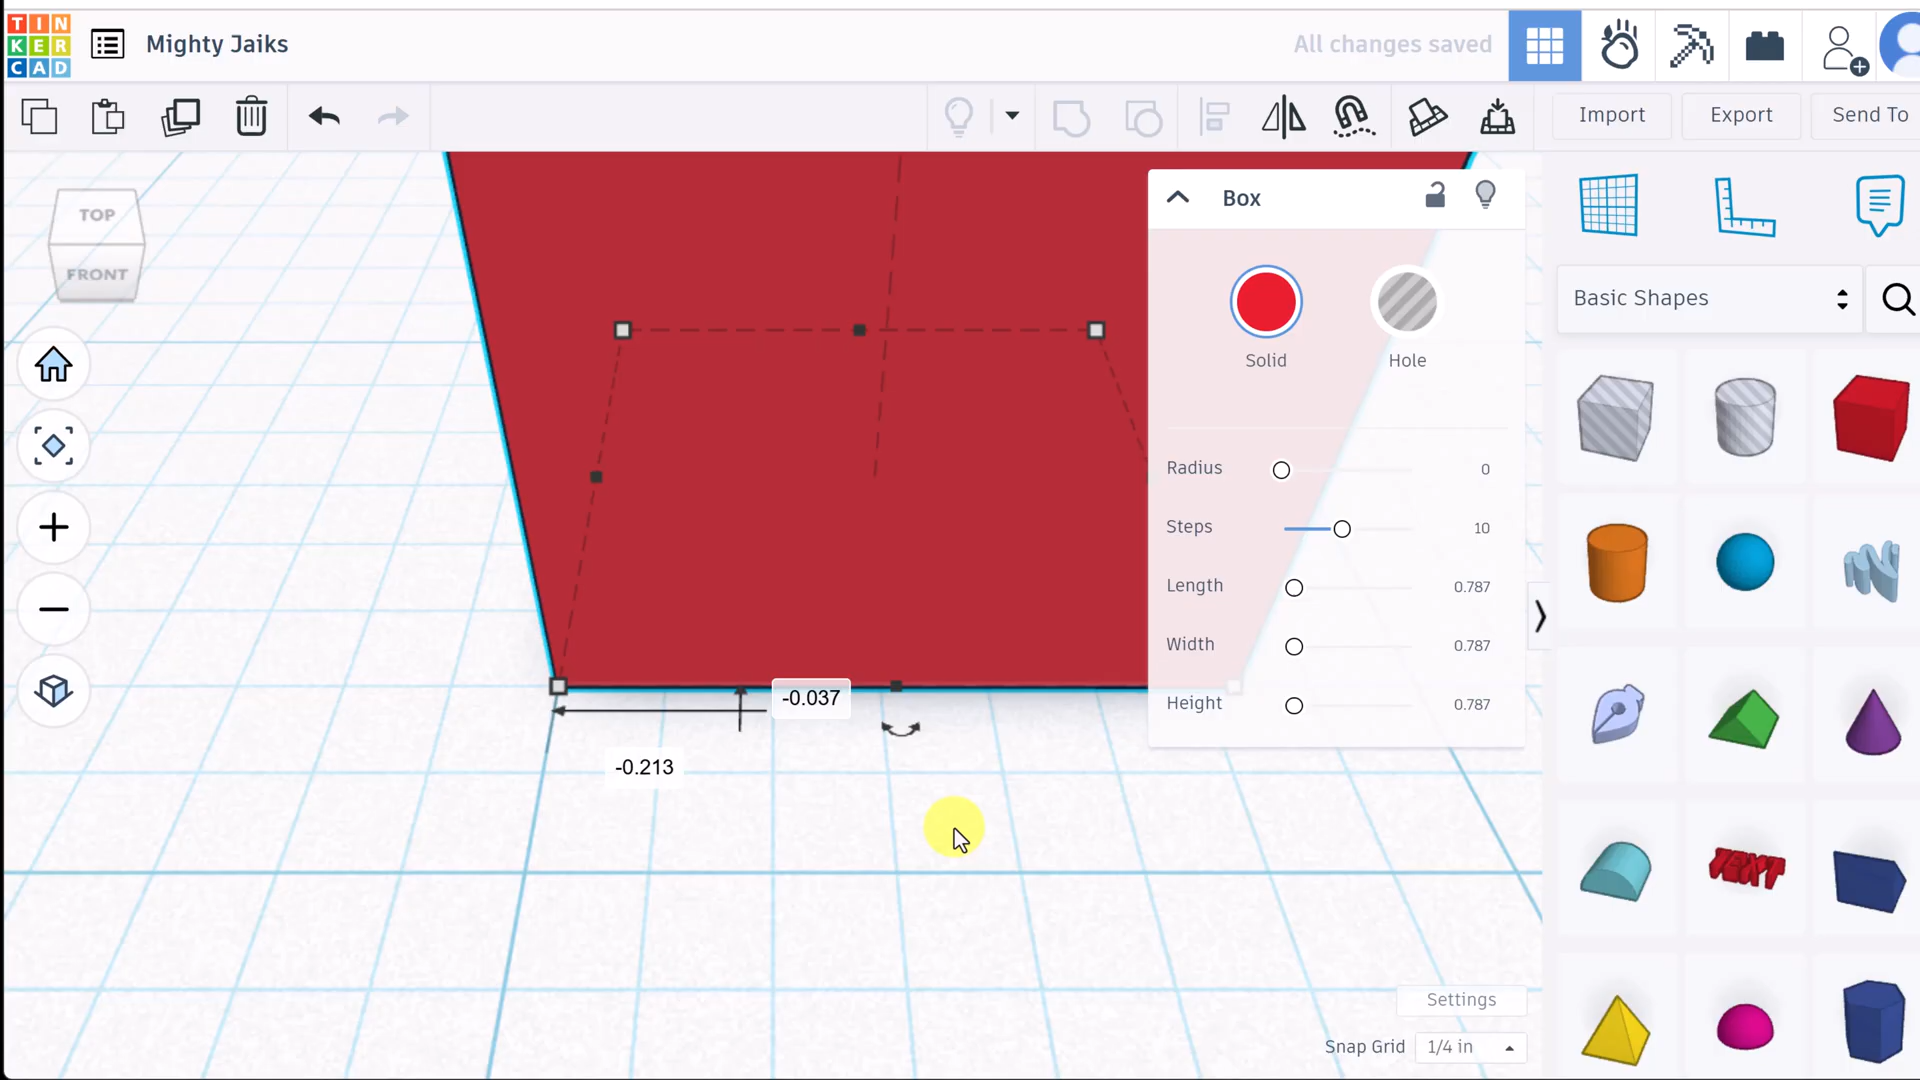 TIN
KER
CAD
Mighty Jaiks
All changes saved
Import
Export
Send To
TOP
FRONT
Box
Solid
Hole
Radius 0
Steps 10
Length 0.787
Width 0.787
Height 0.787
Basic Shapes
-0.037
-0.213
TEXT
Settings
Snap Grid 1/4 in